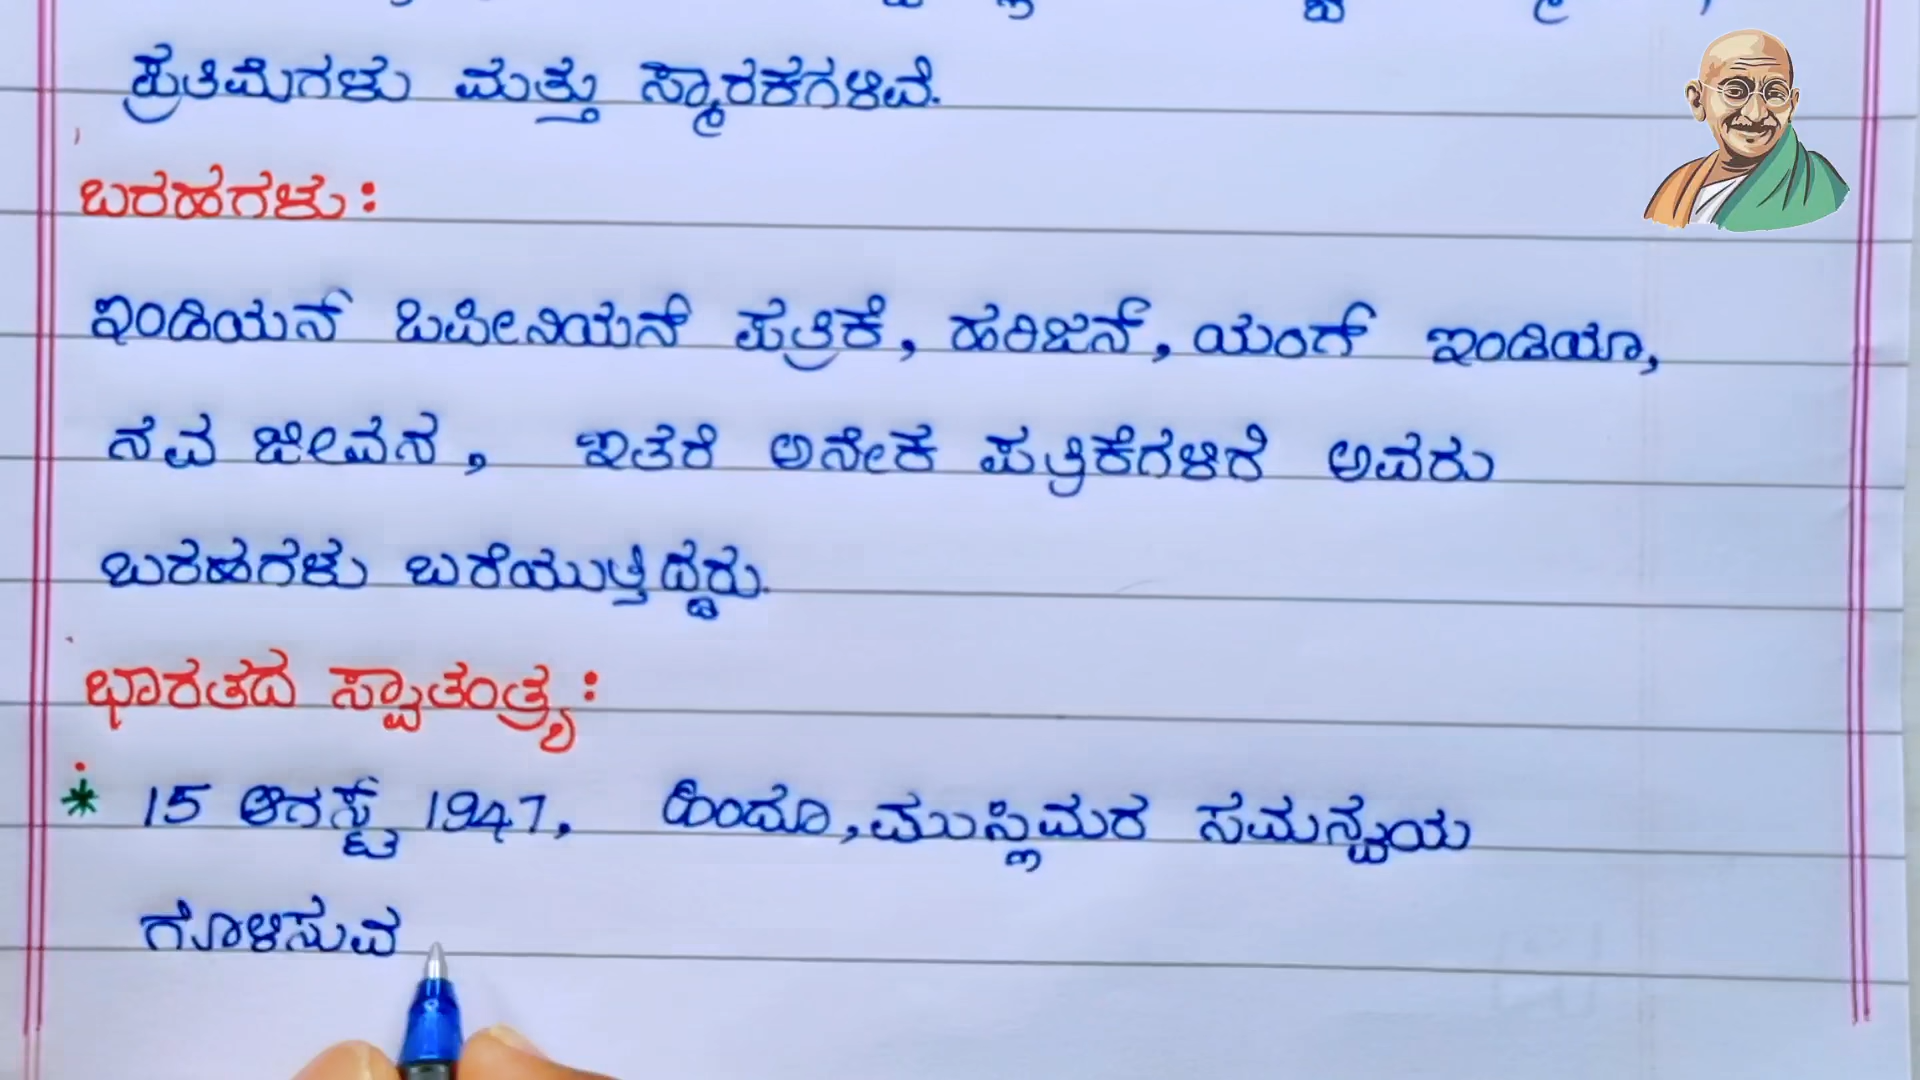 ಪ್ರತಿಮೆಗಳು ಮತ್ತು ಸ್ಮಾರಕಗಳಿವೆ.
ಬರಹಗಳು:
ಇಂಡಿಯನ್ ಒಪೀನಿಯನ್ ಪತ್ರಿಕೆ, ಹರಿಜನ್, ಯಂಗ್ ಇಂಡಿಯಾ,
ನವ ಜೀವನ, ಇತರೆ ಅನೇಕ ಪತ್ರಿಕೆಗಳಿಗೆ ಅವರು
ಬರಹಗಳು ಬರೆಯುತ್ತಿದ್ದರು.
ಭಾರತದ ಸ್ವಾತಂತ್ರ್ಯ:
* 15 ಆಗಸ್ಟ್ 1947, ಹಿಂದೂ, ಮುಸ್ಲಿಮರ ಸಮನ್ವಯ
ಗೊಳಿಸುವ